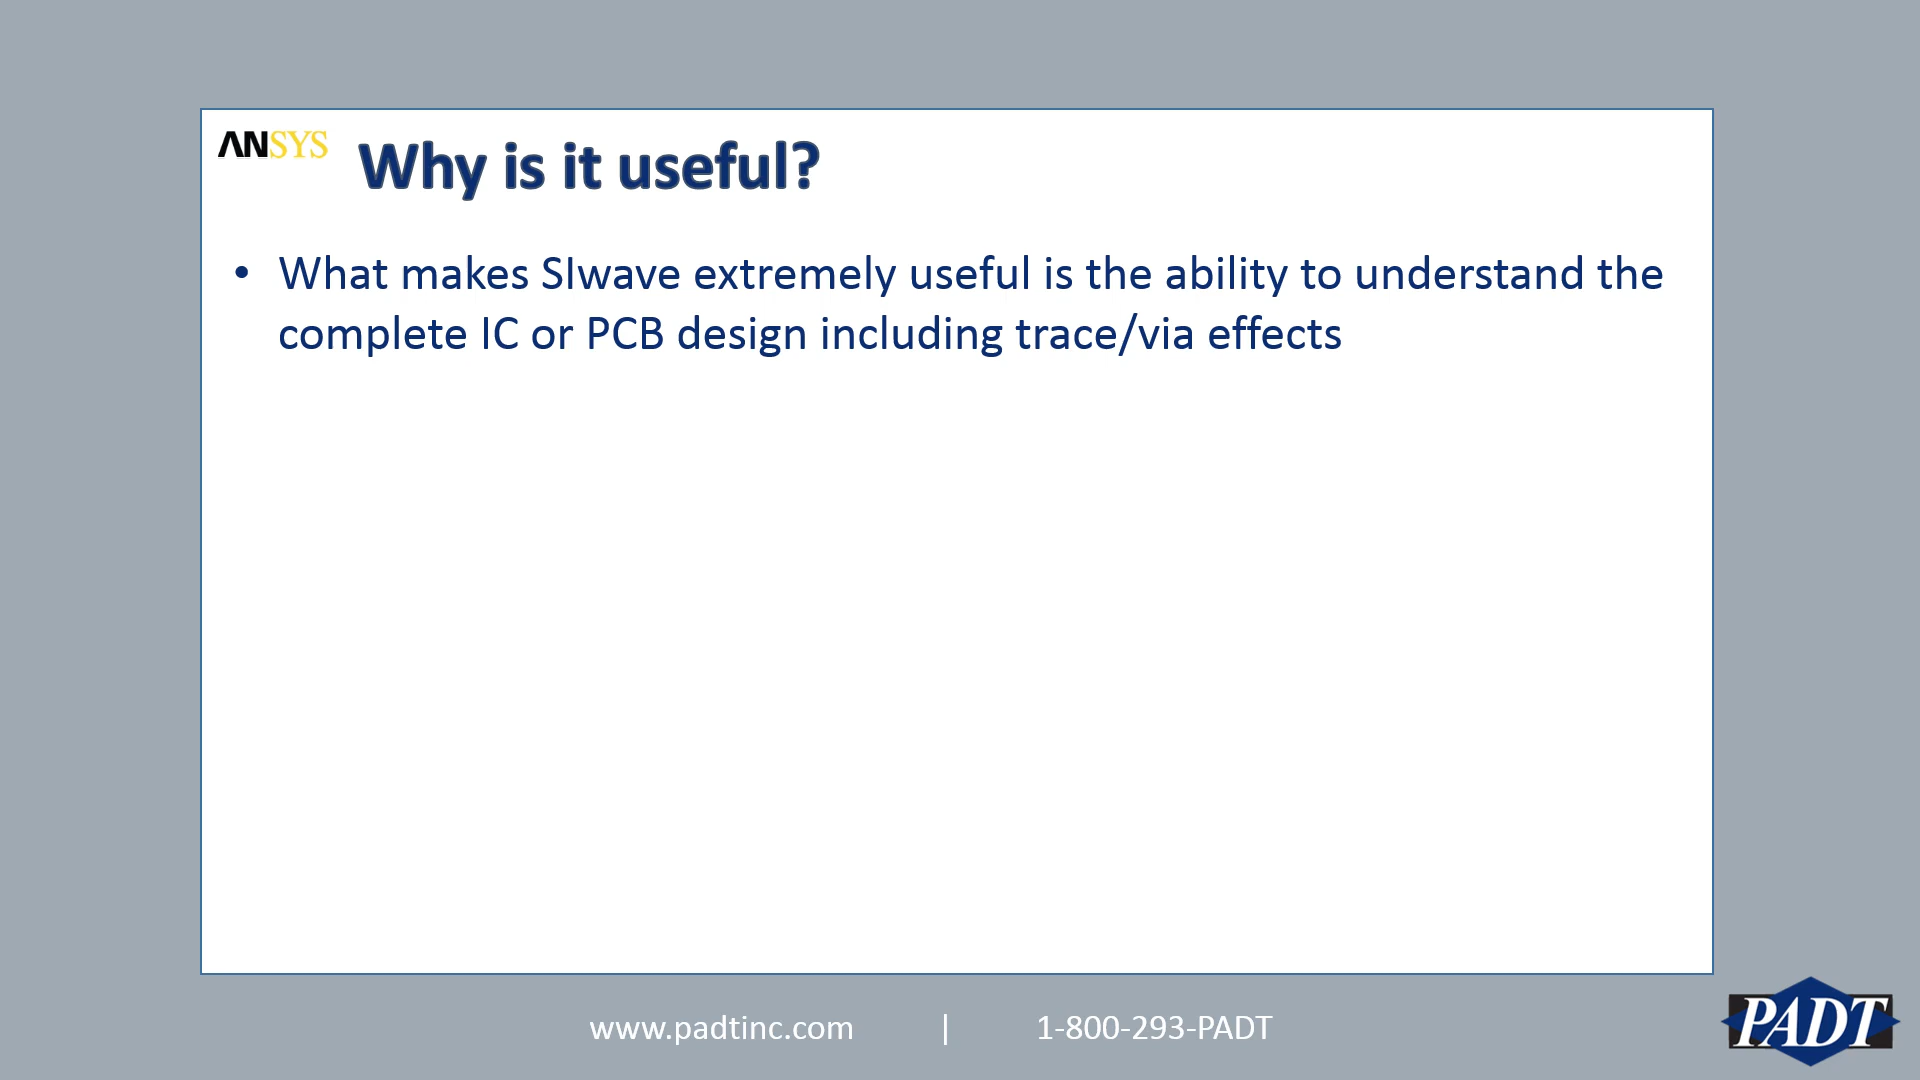 ANSYS
Why is it useful?
• What makes SIwave extremely useful is the ability to understand the
complete IC or PCB design including trace/via effects
www.padtinc.com | 1-800-293-PADT
PADT